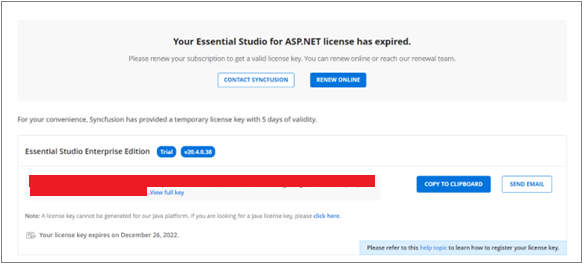 Your Essential Studio for ASP.NET license has expired.
Please renew your subscription to get a valid license key. You can renew online or reach our renewal team.
CONTACT SYNCFUSION RENEW ONLINE
For your convenience, Syncfusion has provided a temporary license key with 5 days of validity.
Essential Studio Enterprise Edition Trial v20.4.0.38
...View full key COPY TO CLIPBOARD SEND EMAIL
Note: A license key cannot be generated for our Java platform. If you are looking for a Java license key, please click here.
Your license key expires on December 26, 2022.
Please refer to this help topic to learn how to register your license key.